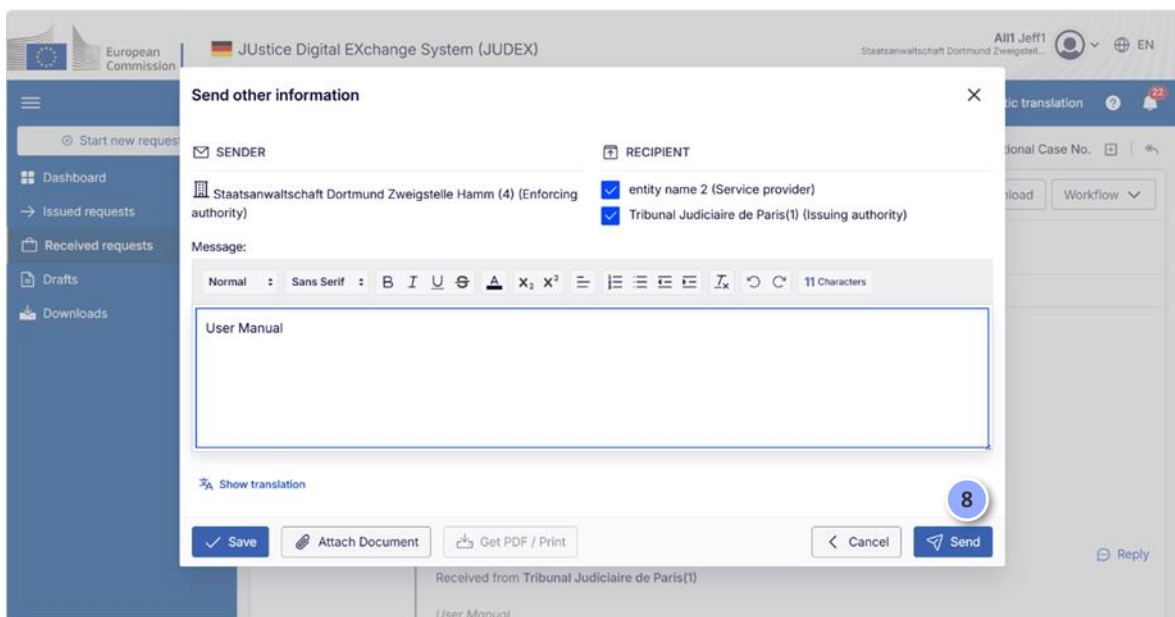 European
Commission
JUstice Digital EXchange System (JUDEX)
All1 Jeff1
Staatsanwaltschaft Dortmund Zweigstell...
EN
Send other information
tic translation
22
Start new reques
SENDER
RECIPIENT
tional Case No.
Dashboard
Staatsanwaltschaft Dortmund Zweigstelle Hamm (4) (Enforcing
authority)
entity name 2 (Service provider)
Tribunal Judiciaire de Paris(1) (Issuing authority)
nload
Workflow
Issued requests
Received requests
Message:
Drafts
Normal
Sans Serif
B I U S A X₂ X² Tx
11 Characters
Downloads
User Manual
Show translation
8
Save
Attach Document
Get PDF / Print
Cancel
Send
Reply
Received from Tribunal Judiciaire de Paris(1)
User Manual